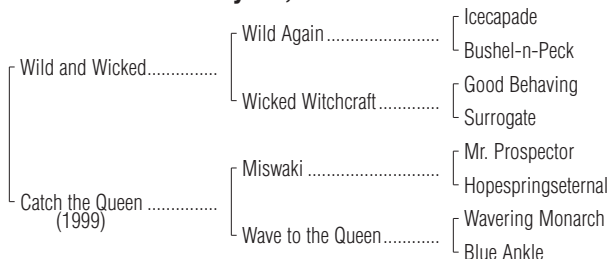 Icecapade
Wild Again......................
Bushel-n-Peck
Wild and Wicked..............
Good Behaving
Wicked Witchcraft............
Surrogate
Mr. Prospector
Miswaki ..........................
Hopespringseternal
Catch the Queen ..............
(1999)
Wavering Monarch
Wave to the Queen...........
Blue Ankle